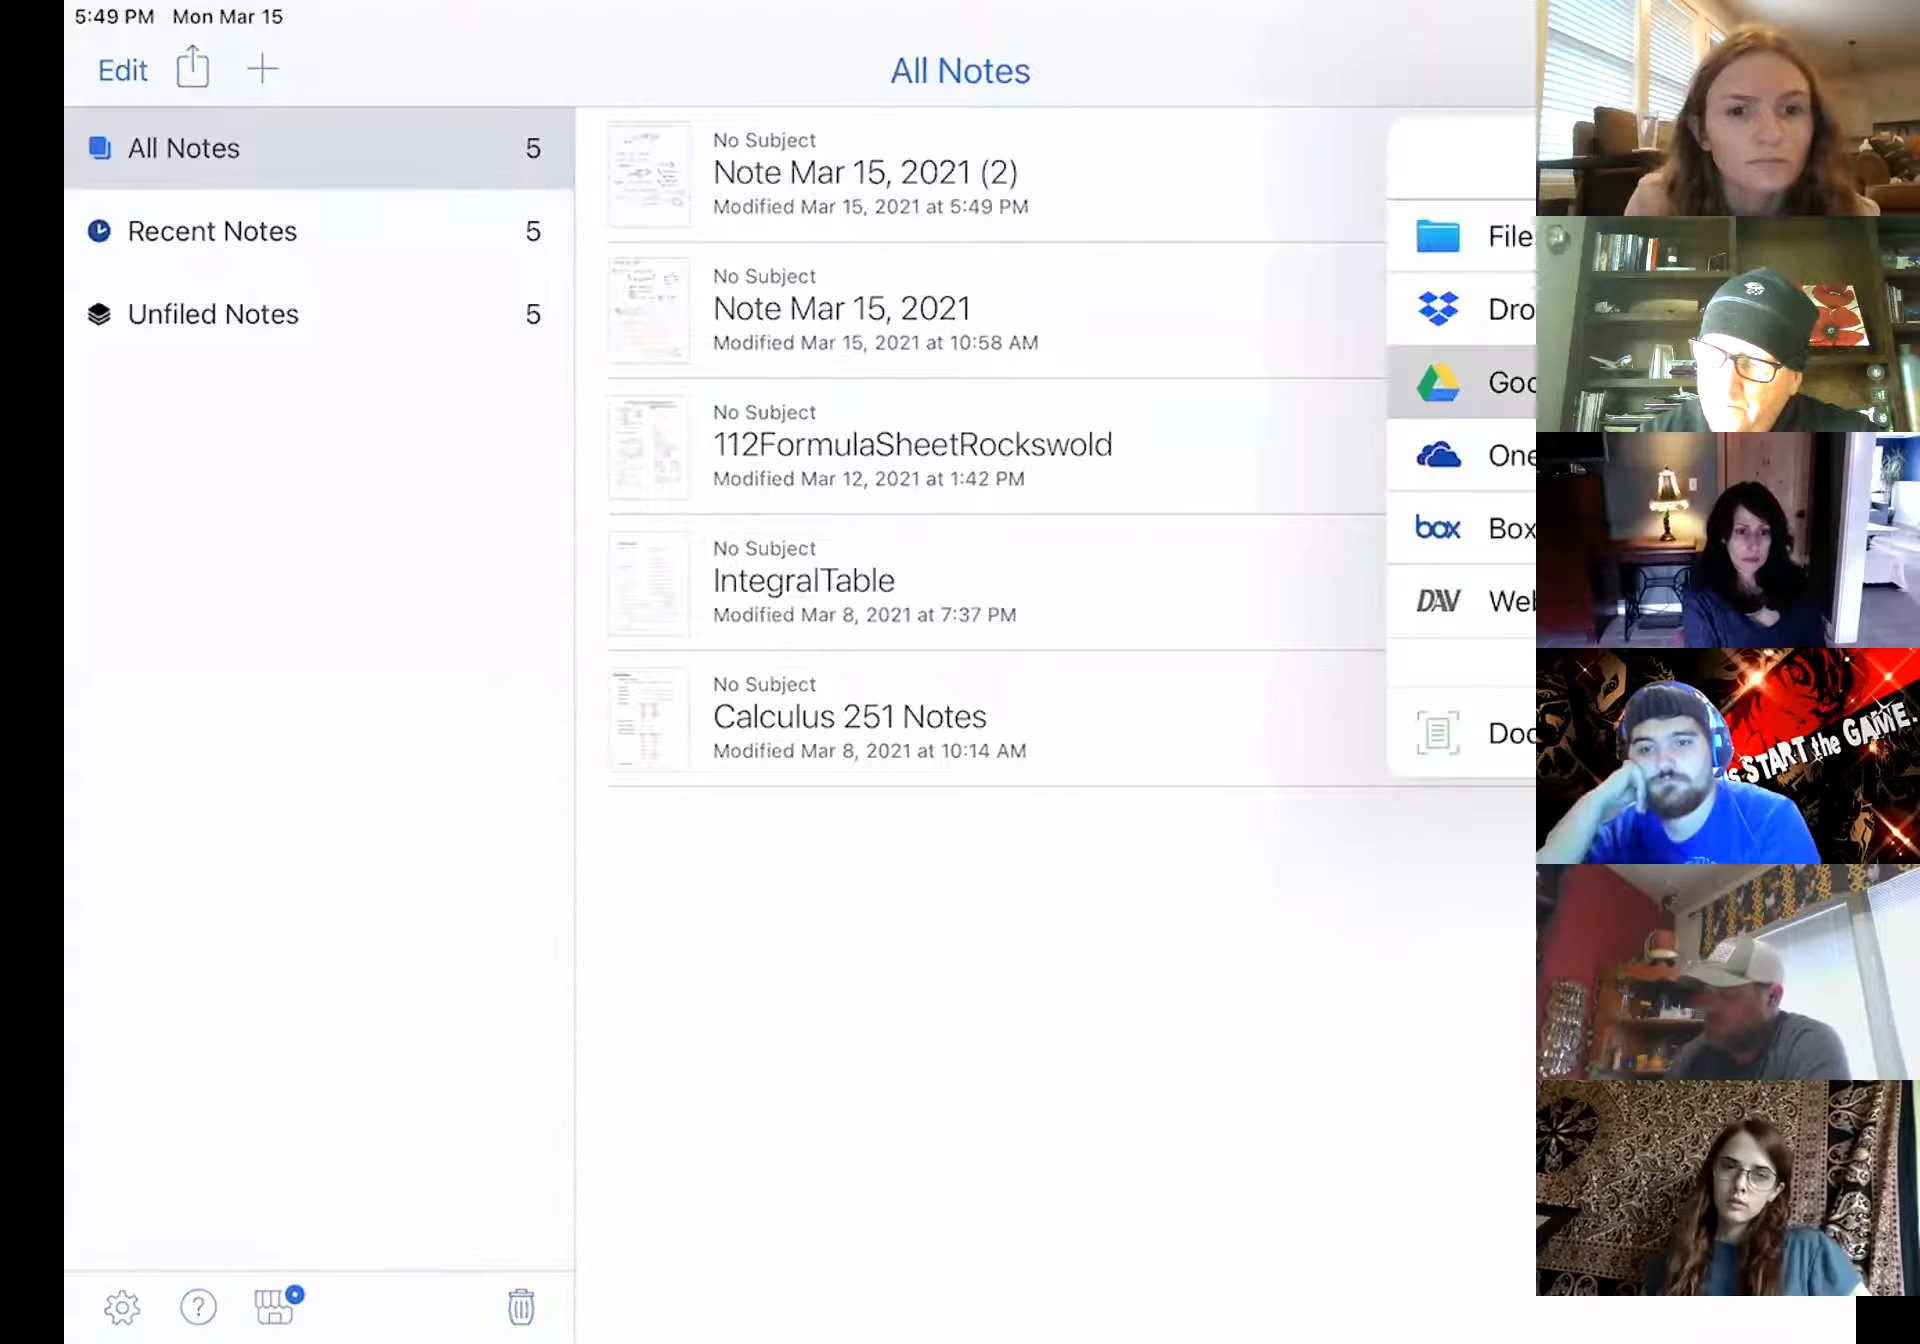 5:49 PM Mon Mar 15
Edit
All Notes
All Notes 5
Recent Notes 5
Unfiled Notes 5
No Subject
Note Mar 15, 2021 (2)
Modified Mar 15, 2021 at 5:49 PM
No Subject
Note Mar 15, 2021
Modified Mar 15, 2021 at 10:58 AM
No Subject
112FormulaSheetRockswold
Modified Mar 12, 2021 at 1:42 PM
No Subject
IntegralTable
Modified Mar 8, 2021 at 7:37 PM
No Subject
Calculus 251 Notes
Modified Mar 8, 2021 at 10:14 AM
File
Dro
Goo
One
box Box
DAV Web
Doc
START the GAME.